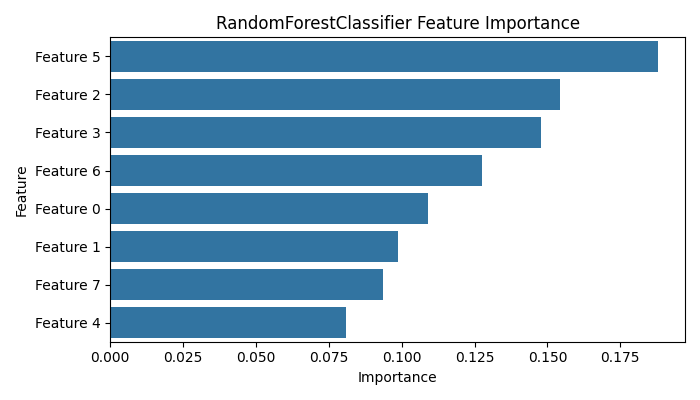 RandomForestClassifier Feature Importance
Feature
Feature 5
Feature 2
Feature 3
Feature 6
Feature 0
Feature 1
Feature 7
Feature 4
0.000 0.025 0.050 0.075 0.100 0.125 0.150 0.175
Importance